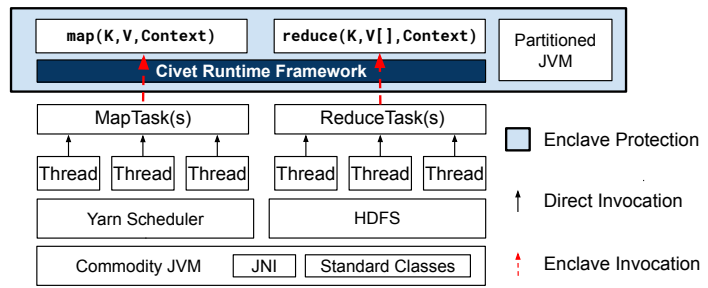 map(K,V,Context)
reduce(K,V[],Context)
Partitioned
JVM
Civet Runtime Framework
MapTask(s)
ReduceTask(s)
Thread
Thread
Thread
Thread
Thread
Thread
Yarn Scheduler
HDFS
Commodity JVM
JNI
Standard Classes
Enclave Protection
Direct Invocation
Enclave Invocation